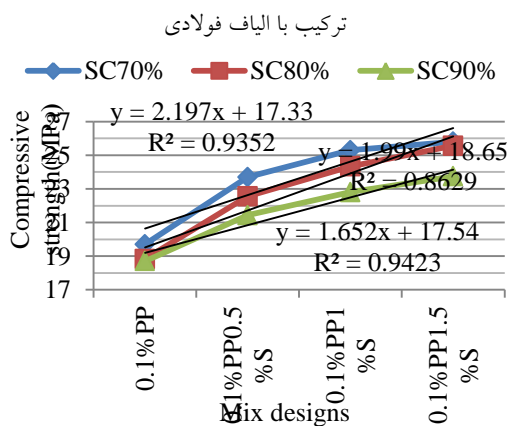 ترکیب با الیاف فولادی
SC70% SC80% SC90%
y = 2.197x + 17.33
R² = 0.9352
y = 1.99x + 18.65
R² = 0.8629
y = 1.652x + 17.54
R² = 0.9423
Compressive
strength(MPa)
27
25
23
21
19
17
0.1%PP
0.1%PP0.5
%S
0.1%PP1
%S
0.1%PP1.5
%S
Mix designs